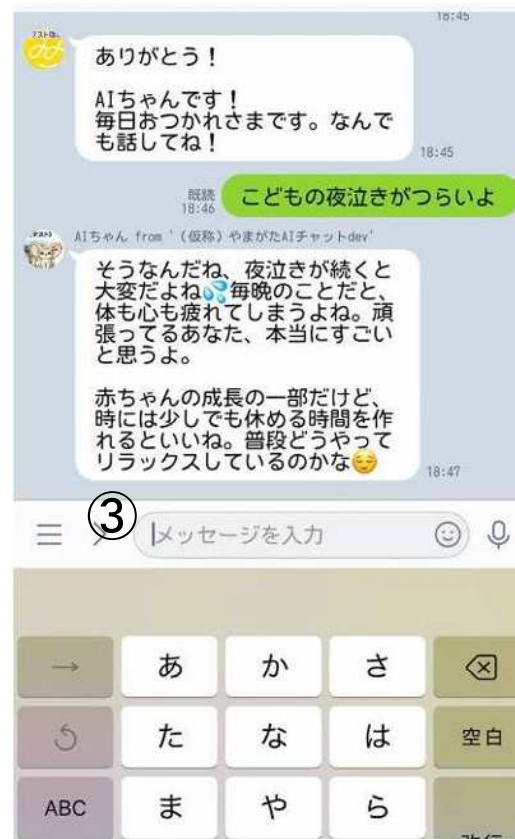 18:45
ありがとう！
AIちゃんです！
毎日おつかれさまです。なんで
も話してね！
18:45
既読
18:46
こどもの夜泣きがつらいよ
AIちゃん from '（仮称）やまがたAIチャットdev'
そうなんだね、夜泣きが続くと
大変だよね💦毎晩のことだと、
体も心も疲れてしまうよね。頑
張ってるあなた、本当にすごい
と思うよ。
赤ちゃんの成長の一部だけど、
時には少しでも休める時間を作
れるといいね。普段どうやって
リラックスしているのかな😌
18:47
③
メッセージを入力
→ あ か さ
た な は 空白
ABC ま や ら